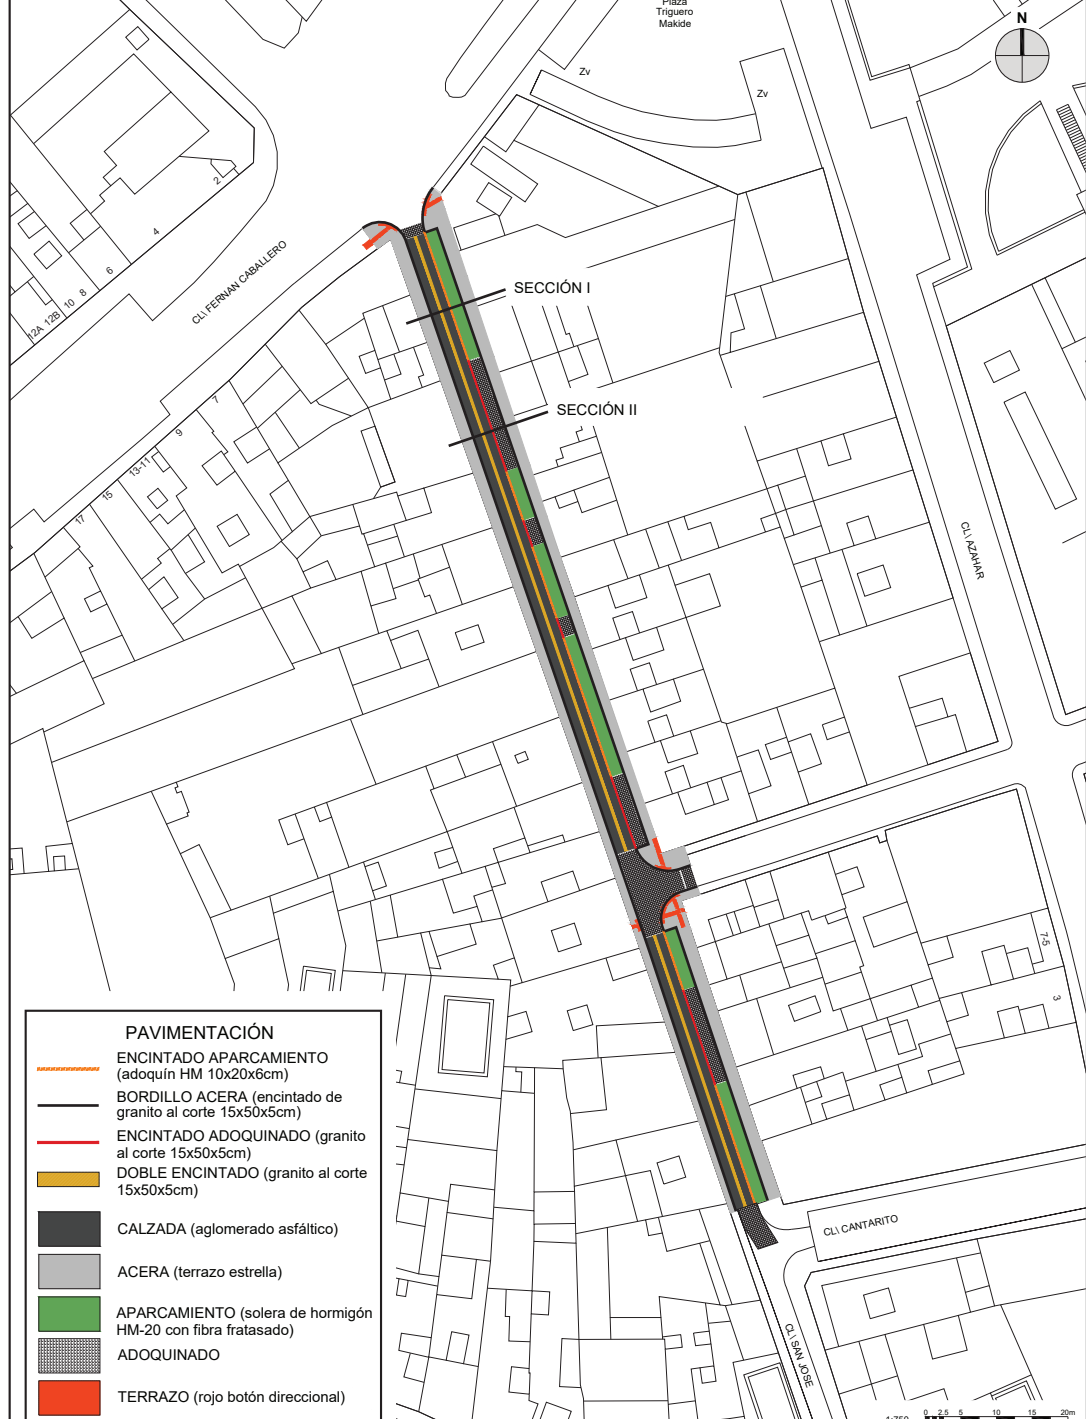 Plaza
Triguero
Makide
N
Zv
Zv
2
4
6
8
10
12B
12A
CL\ FERNAN CABALLERO
SECCIÓN I
SECCIÓN II
7
9
13-11
15
17
CL\ AZAHAR
7-5
3
PAVIMENTACIÓN
ENCINTADO APARCAMIENTO
(adoquín HM 10x20x6cm)
BORDILLO ACERA (encintado de
granito al corte 15x50x5cm)
ENCINTADO ADOQUINADO (granito
al corte 15x50x5cm)
DOBLE ENCINTADO (granito al corte
15x50x5cm)
CALZADA (aglomerado asfáltico)
ACERA (terrazo estrella)
APARCAMIENTO (solera de hormigón
HM-20 con fibra fratasado)
ADOQUINADO
TERRAZO (rojo botón direccional)
CL\ CANTARITO
CL\ SAN JOSE
0 2.5 5 10 15 20m
1:750